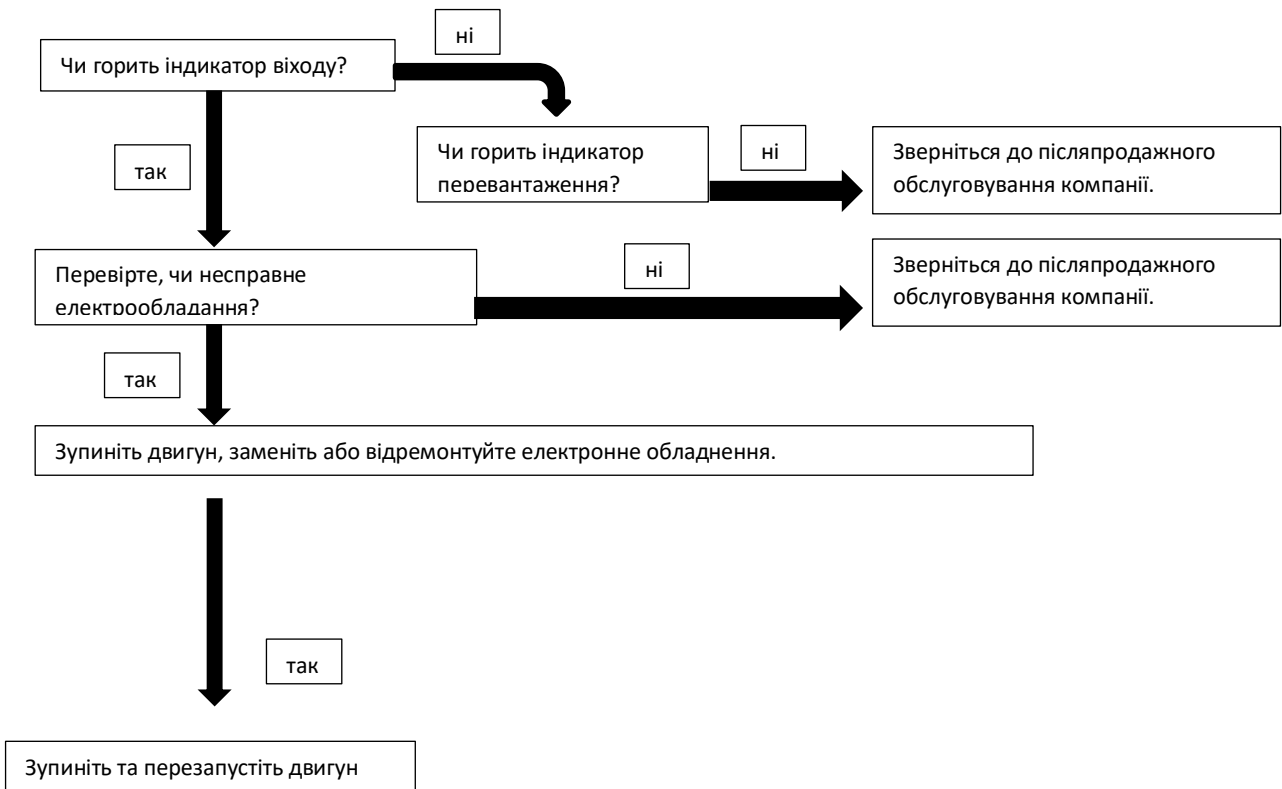 ні
Чи горить індикатор віходу?
Чи горить індикатор
перевантаження?
ні
Зверніться до післяпродажного
обслуговування компанії.
так
Перевірте, чи несправне
електрообладання?
ні
Зверніться до післяпродажного
обслуговування компанії.
так
Зупиніть двигун, заменіть або відремонтуйте електронне обладнення.
так
Зупиніть та перезапустіть двигун